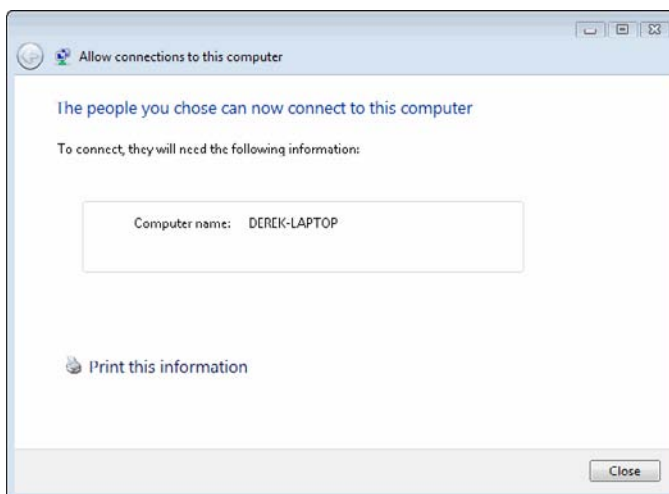 Allow connections to this computer
The people you chose can now connect to this computer
To connect, they will need the following information:
Computer name: DEREK-LAPTOP
Print this information
Close